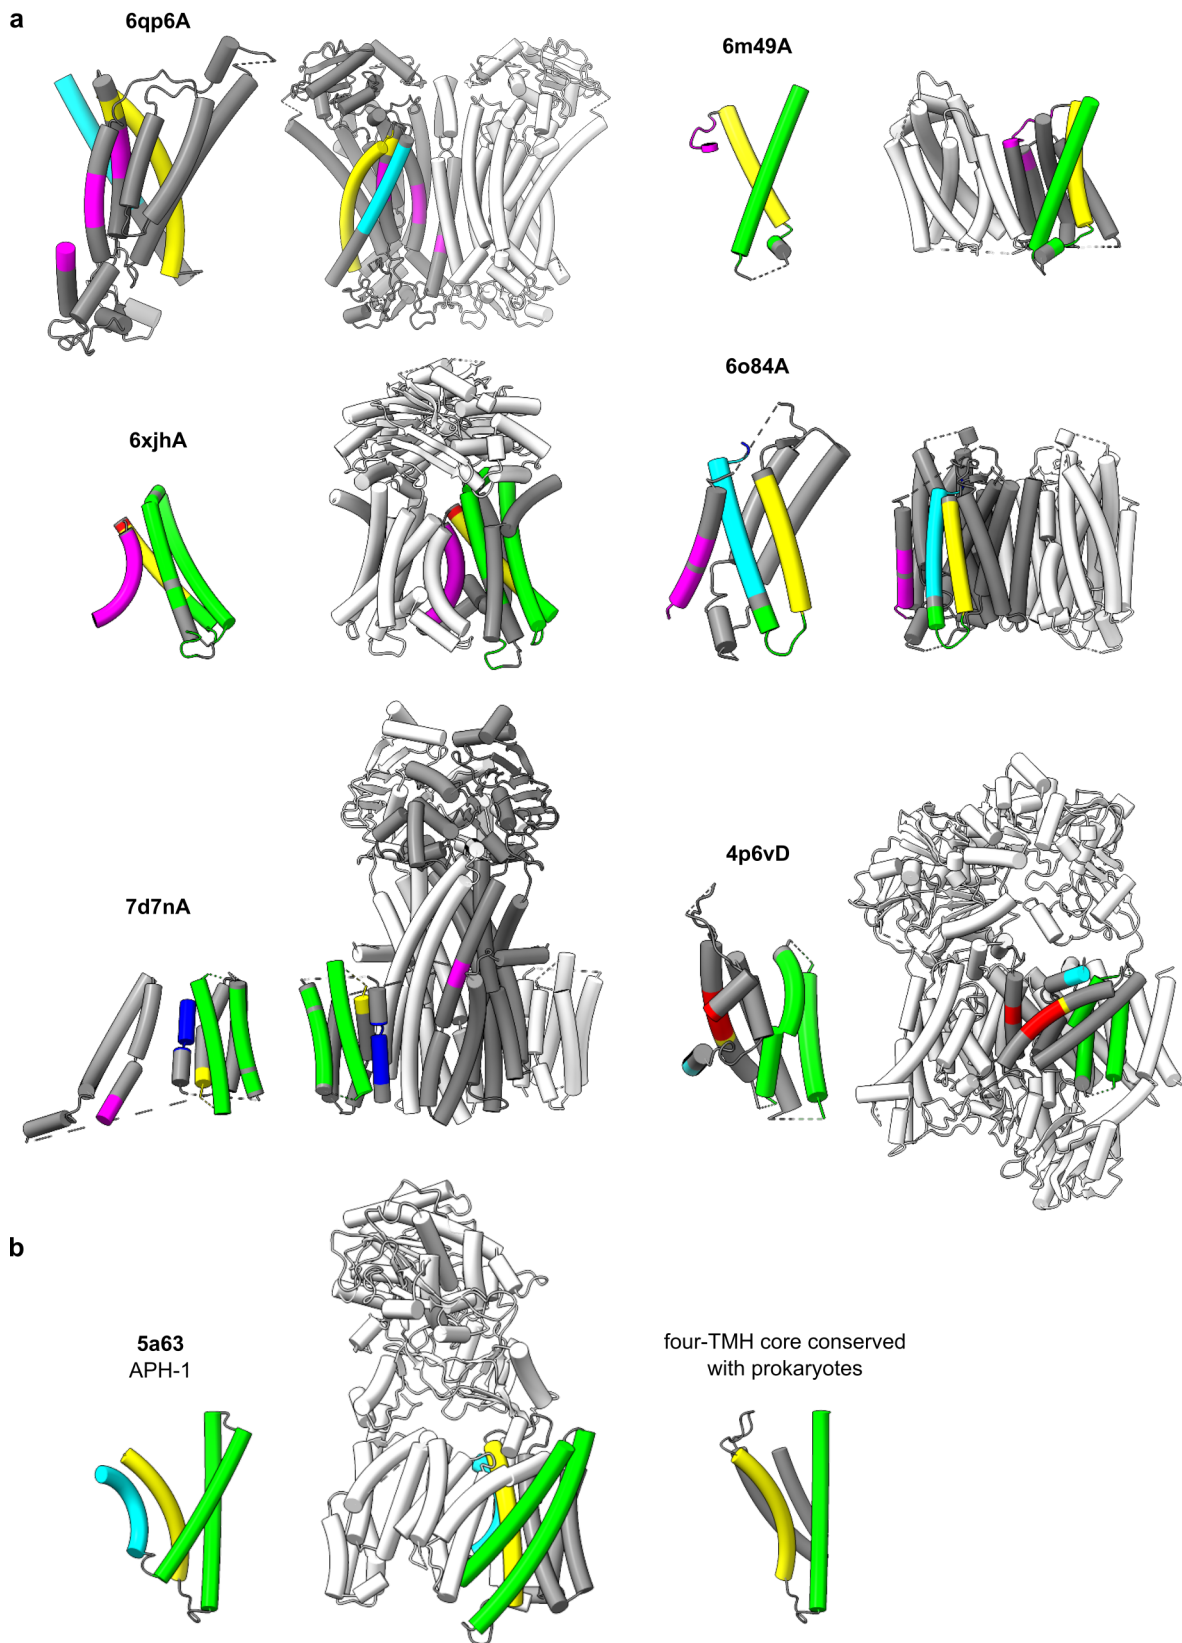 a
6qp6A
6m49A
6xjhA
6o84A
7d7nA
4p6vD
b
5a63
APH-1
four-TMH core conserved
with prokaryotes